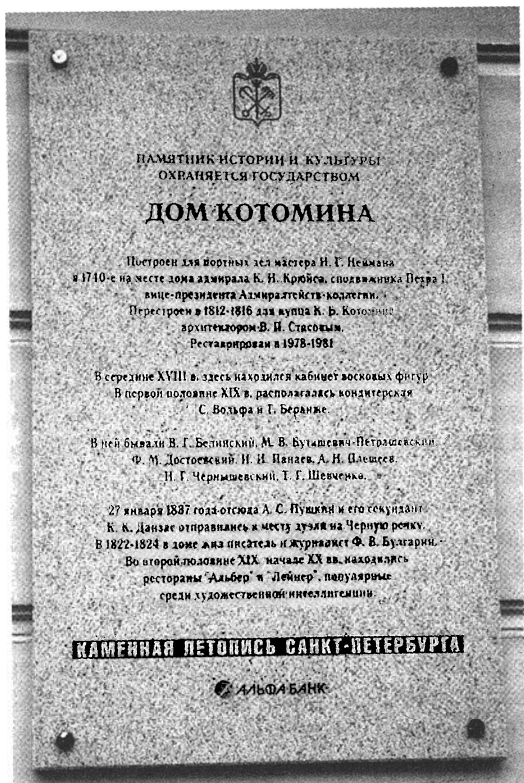 ПАМЯТНИК ИСТОРИИ И КУЛЬТУРЫ
ОХРАНЯЕТСЯ ГОСУДАРСТВОМ
ДОМ КОТОМИНА
Построен для портных дел мастера И. Г. Неймана
в 1740-е на месте дома адмирала К. И. Крюйса, сподвижника Петра I,
вице-президента Адмиралтейств-коллегии.
Перестроен в 1812-1816 для купца К. Б. Котомина
архитектором В. П. Стасовым.
Реставрирован в 1978-1981
В середине XVIII в. здесь находился кабинет восковых фигур
В первой половине XIX в. располагалась кондитерская
С. Вольфа и Т. Беранже.
В ней бывали В. Г. Белинский, М. В. Буташевич-Петрашевский,
Ф. М. Достоевский, И. И. Панаев, А. Н. Плещеев,
Н. Г. Чернышевский, Т. Г. Шевченко.
27 января 1837 года отсюда А. С. Пушкин и его секундант
К. К. Данзас отправились к месту дуэли на Черную речку.
В 1822-1824 в доме жил писатель и журналист Ф. В. Булгарин.
Во второй половине XIX начале XX вв. находились
рестораны "Альбер" и "Лейнер", популярные
среди художественной интеллигенции.
КАМЕННАЯ ЛЕТОПИСЬ САНКТ-ПЕТЕРБУРГА
АЛЬФА БАНК